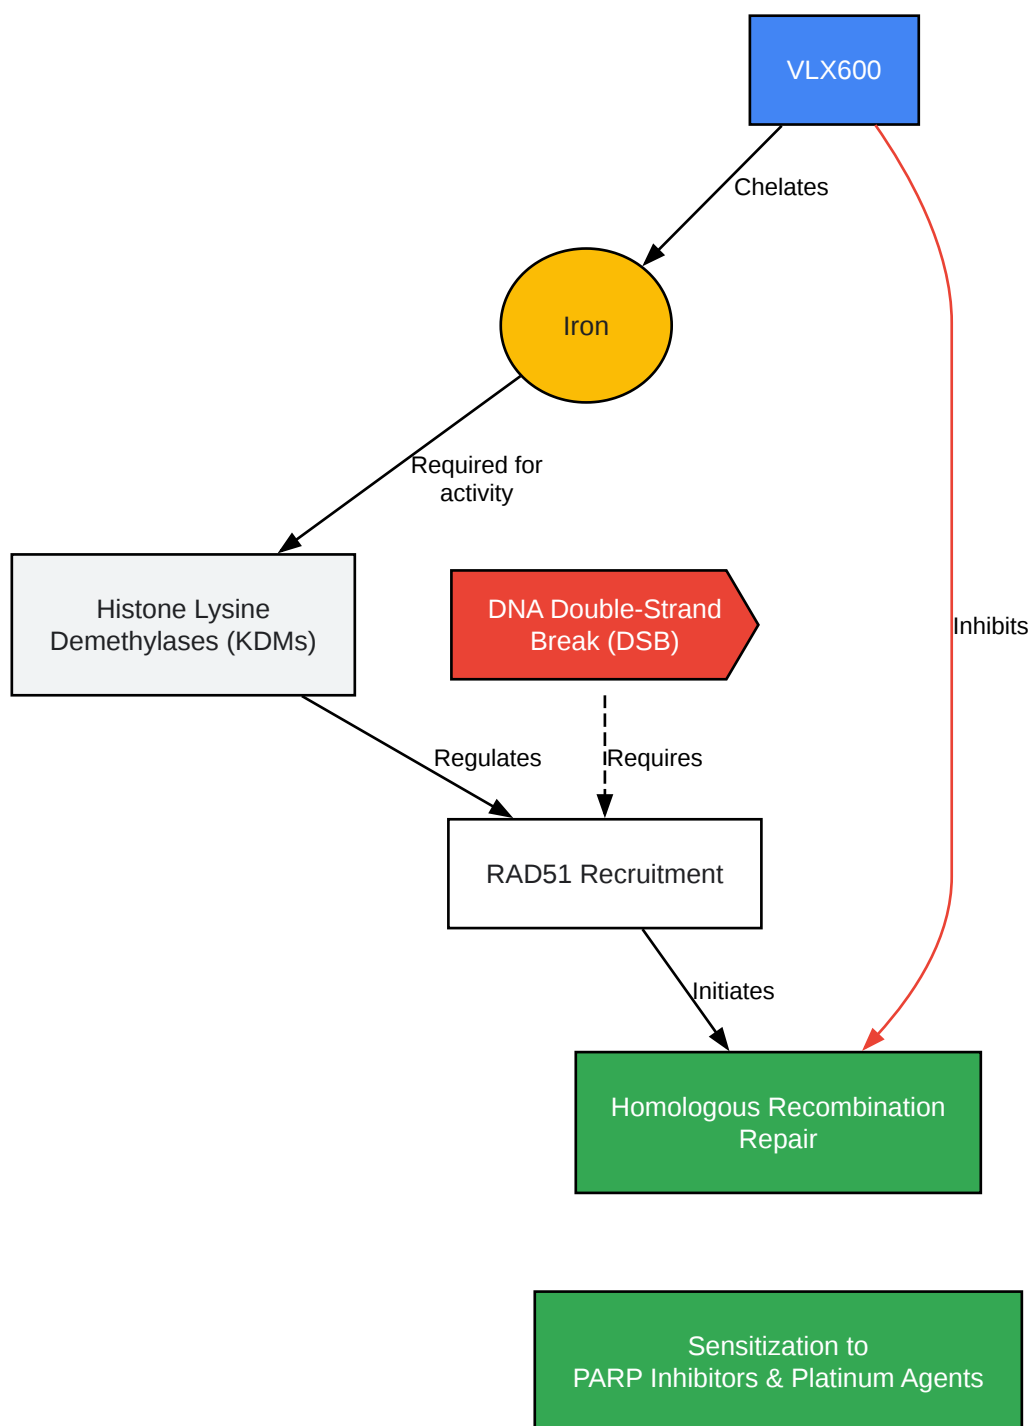 VLX600
Chelates
Iron
Required for
activity
Histone Lysine
Demethylases (KDMs)
DNA Double-Strand
Break (DSB)
Inhibits
Regulates
Requires
RAD51 Recruitment
Initiates
Homologous Recombination
Repair
Sensitization to
PARP Inhibitors & Platinum Agents